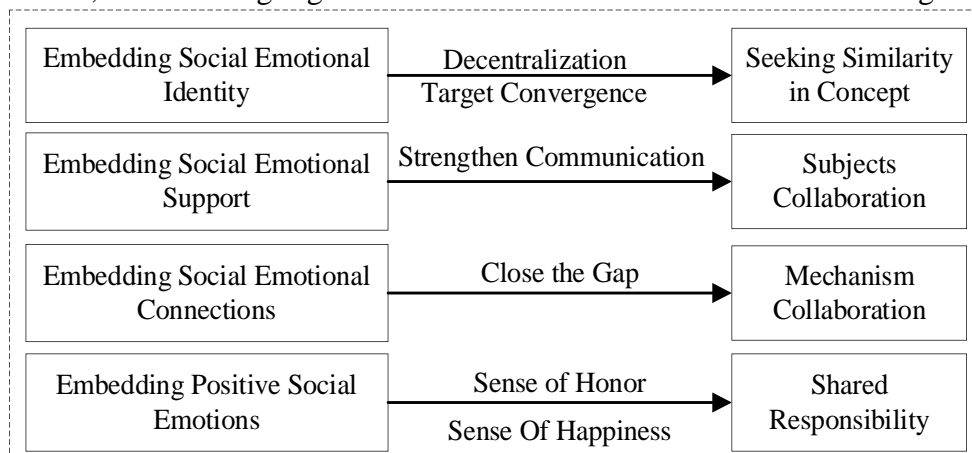 Embedding Social Emotional
Identity
Decentralization
Target Convergence
Seeking Similarity
in Concept
Embedding Social Emotional
Support
Strengthen Communication
Subjects
Collaboration
Embedding Social Emotional
Connections
Close the Gap
Mechanism
Collaboration
Embedding Positive Social
Emotions
Sense of Honor
Sense Of Happiness
Shared
Responsibility